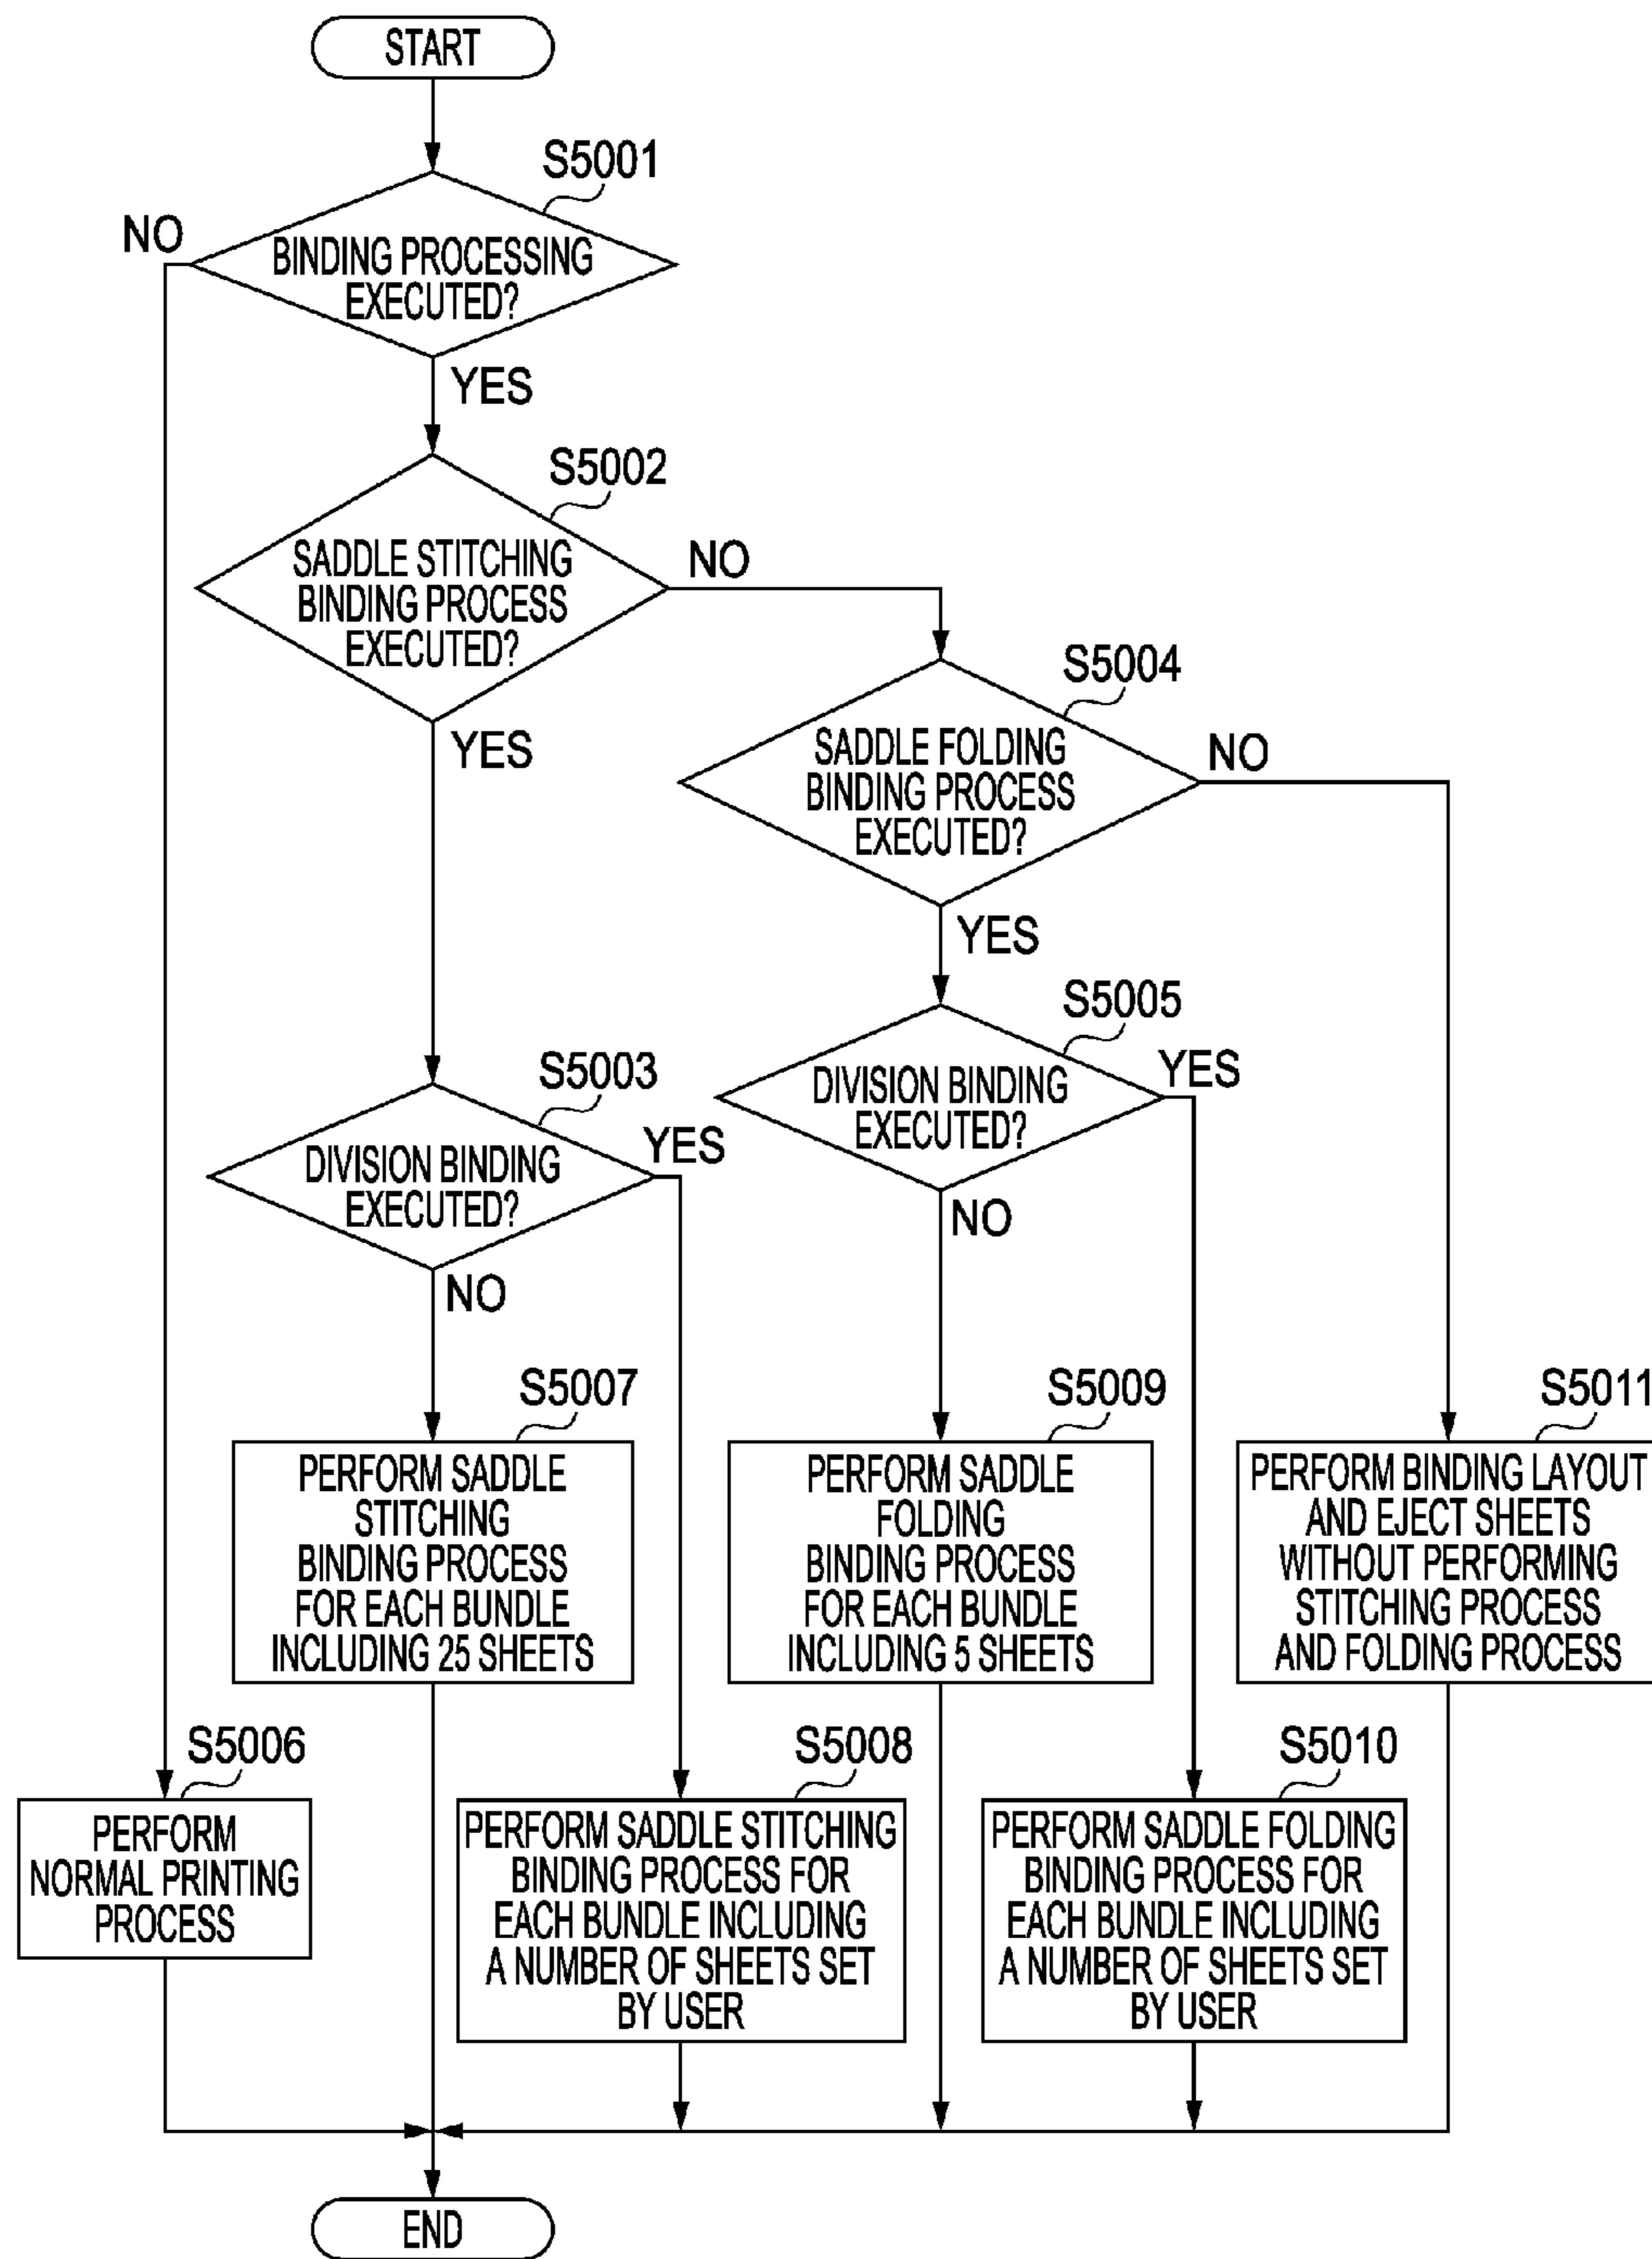 START
S5001
NO
BINDING PROCESSING
EXECUTED?
YES
S5002
SADDLE STITCHING
BINDING PROCESS
EXECUTED?
NO
YES
S5004
SADDLE FOLDING
BINDING PROCESS
EXECUTED?
NO
YES
S5005
DIVISION BINDING
EXECUTED?
YES
NO
S5003
DIVISION BINDING
EXECUTED?
YES
NO
S5007
PERFORM SADDLE
STITCHING
BINDING PROCESS
FOR EACH BUNDLE
INCLUDING 25 SHEETS
S5009
PERFORM SADDLE
FOLDING
BINDING PROCESS
FOR EACH BUNDLE
INCLUDING 5 SHEETS
S5011
PERFORM BINDING LAYOUT
AND EJECT SHEETS
WITHOUT PERFORMING
STITCHING PROCESS
AND FOLDING PROCESS
S5006
PERFORM
NORMAL PRINTING
PROCESS
S5008
PERFORM SADDLE STITCHING
BINDING PROCESS FOR
EACH BUNDLE INCLUDING
A NUMBER OF SHEETS SET
BY USER
S5010
PERFORM SADDLE FOLDING
BINDING PROCESS FOR
EACH BUNDLE INCLUDING
A NUMBER OF SHEETS SET
BY USER
END